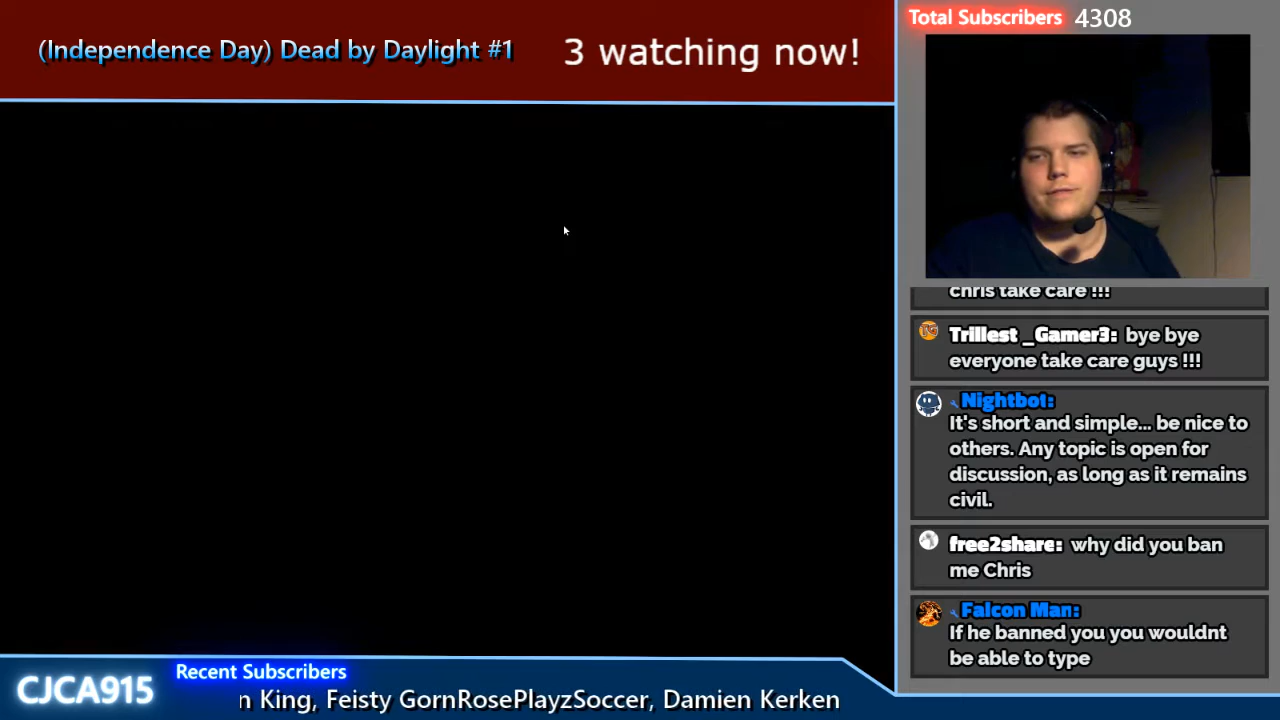 (Independence Day) Dead by Daylight #1
3 watching now!
Total Subscribers 4308
chris take care !!!
Trillest _Gamer3: bye bye
everyone take care guys !!!
Nightbot:
It's short and simple... be nice to
others. Any topic is open for
discussion, as long as it remains
civil.
free2share: why did you ban
me Chris
Falcon Man:
If he banned you you wouldnt
be able to type
CJCA915
Recent Subscribers
n King, Feisty GornRosePlayzSoccer, Damien Kerken